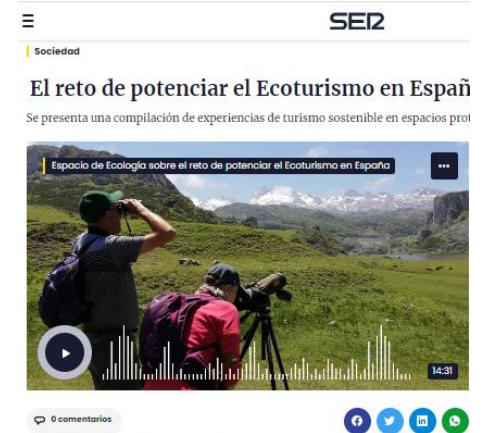 SER
Sociedad
El reto de potenciar el Ecoturismo en Españ
Se presenta una compilación de experiencias de turismo sostenible en espacios prot
Espacio de Ecología sobre el reto de potenciar el Ecoturismo en España
14:31
0 comentarios